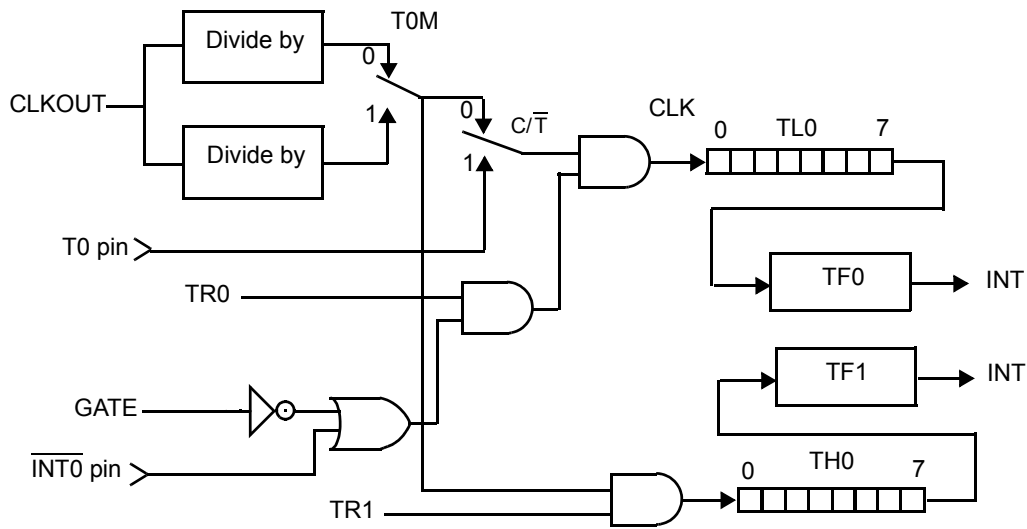 T0M
Divide by
0
CLKOUT
1
Divide by
0
C/T̅
1
CLK
0 TL0 7
T0 pin
TR0
TF0
INT
TF1
INT
GATE
I̅N̅T̅0̅ pin
0 TH0 7
TR1